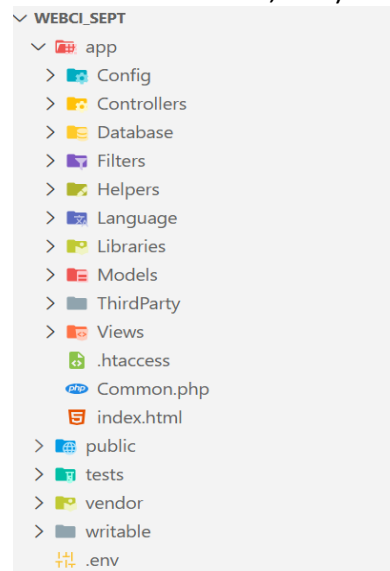 WEBCI_SEPT
app
Config
Controllers
Database
Filters
Helpers
Language
Libraries
Models
ThirdParty
Views
.htaccess
php Common.php
index.html
public
tests
vendor
writable
.env